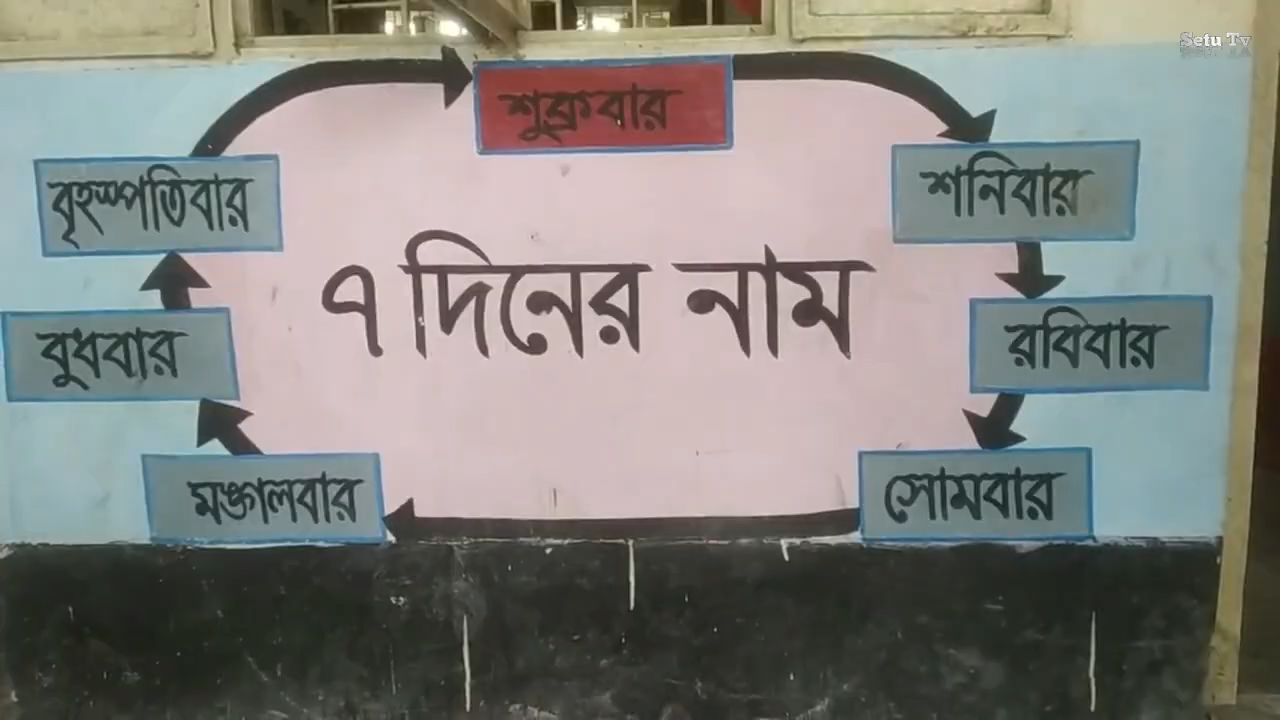 Setu Tv
শুক্রবার
শনিবার
রবিবার
সোমবার
মঙ্গলবার
বুধবার
বৃহস্পতিবার
৭ দিনের নাম